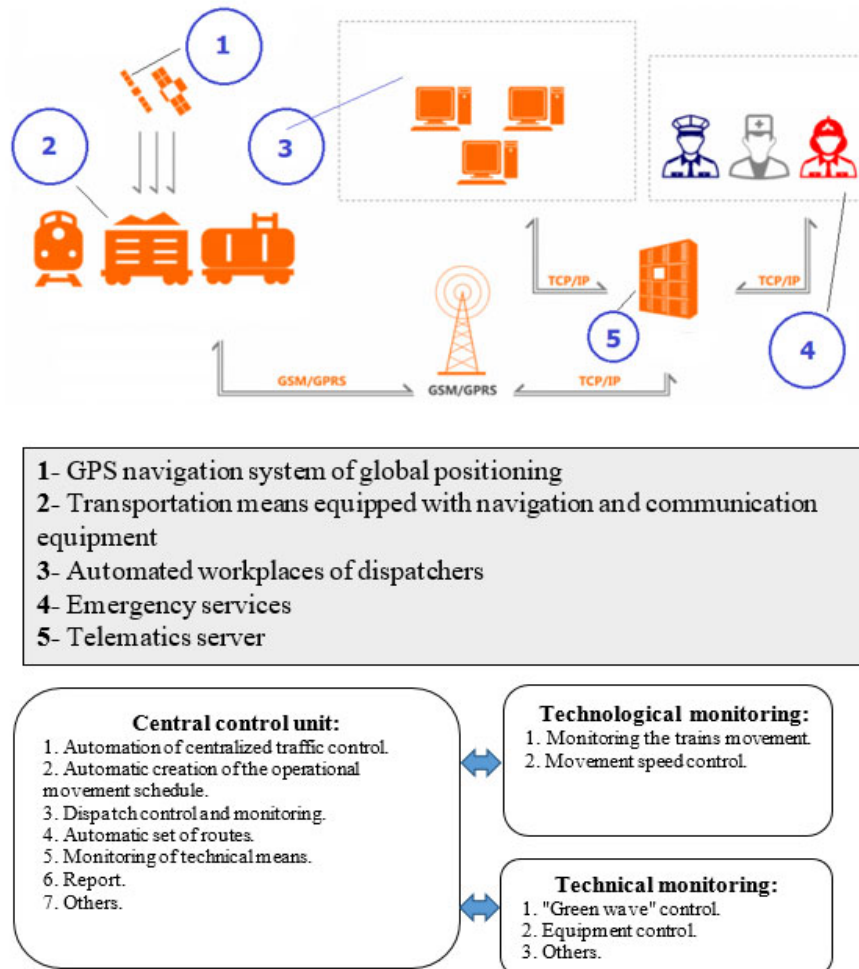 1
2
3
TCP/IP
TCP/IP
5
4
GSM/GPRS
GSM/GPRS
TCP/IP
1- GPS navigation system of global positioning
2- Transportation means equipped with navigation and communication
equipment
3- Automated workplaces of dispatchers
4- Emergency services
5- Telematics server
Central control unit:
1. Automation of centralized traffic control.
2. Automatic creation of the operational
movement schedule.
3. Dispatch control and monitoring.
4. Automatic set of routes.
5. Monitoring of technical means.
6. Report.
7. Others.
Technological monitoring:
1. Monitoring the trains movement.
2. Movement speed control.
Technical monitoring:
1. "Green wave" control.
2. Equipment control.
3. Others.